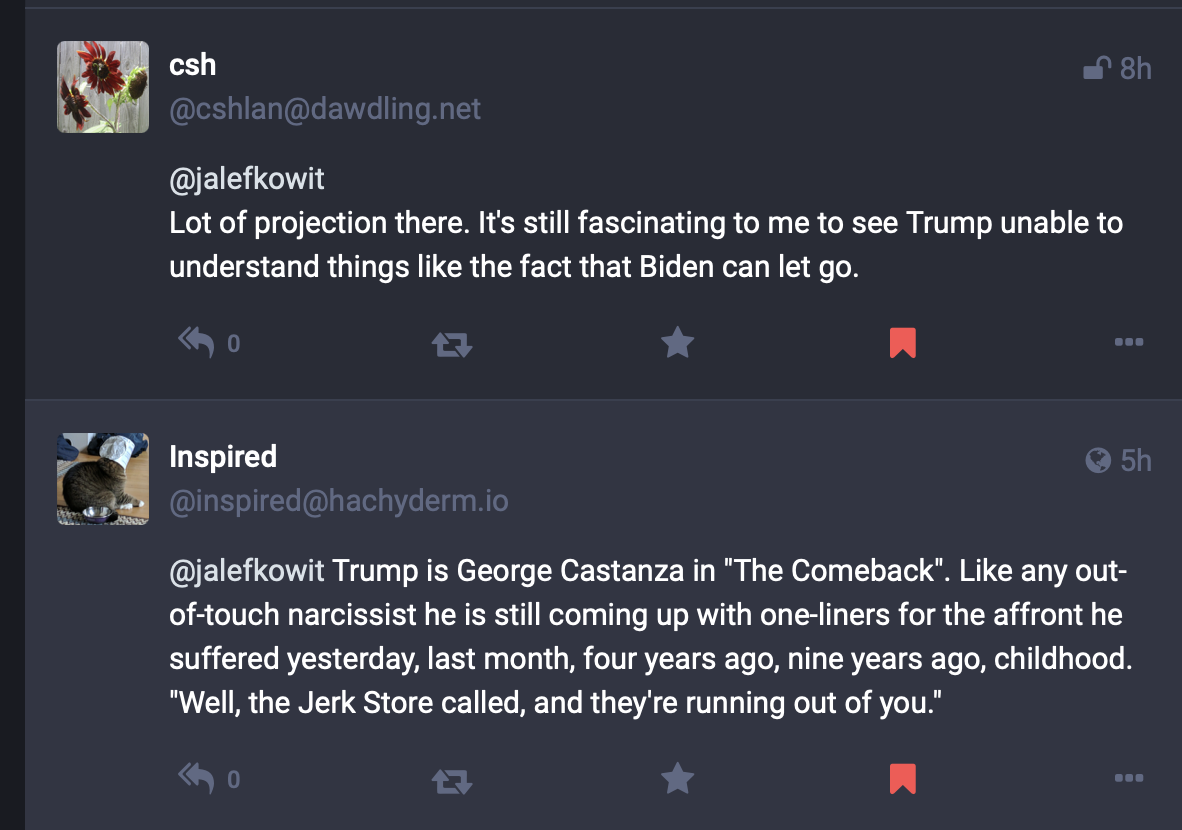 csh
8h
@cshlan@dawdling.net
@jalefkowit
Lot of projection there. It's still fascinating to me to see Trump unable to
understand things like the fact that Biden can let go.
0
Inspired
5h
@inspired@hachyderm.io
@jalefkowit Trump is George Castanza in "The Comeback". Like any out-
of-touch narcissist he is still coming up with one-liners for the affront he
suffered yesterday, last month, four years ago, nine years ago, childhood.
"Well, the Jerk Store called, and they're running out of you."
0